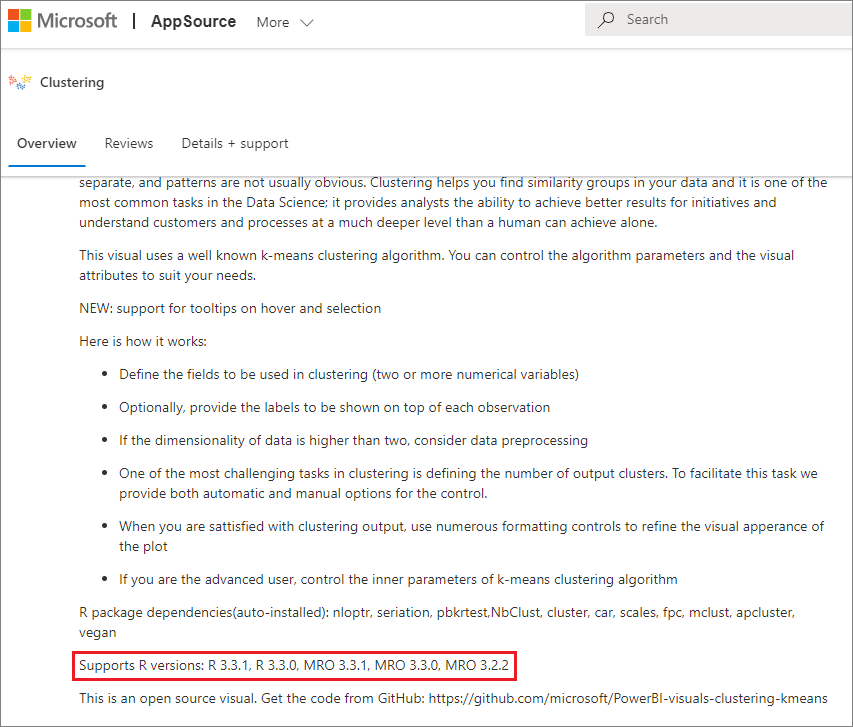 Microsoft | AppSource More
Search
Clustering
Overview Reviews Details + support
separate, and patterns are not usually obvious. Clustering helps you find similarity groups in your data and it is one of the
most common tasks in the Data Science; it provides analysts the ability to achieve better results for initiatives and
understand customers and processes at a much deeper level than a human can achieve alone.
This visual uses a well known k-means clustering algorithm. You can control the algorithm parameters and the visual
attributes to suit your needs.
NEW: support for tooltips on hover and selection
Here is how it works:
• Define the fields to be used in clustering (two or more numerical variables)
• Optionally, provide the labels to be shown on top of each observation
• If the dimensionality of data is higher than two, consider data preprocessing
• One of the most challenging tasks in clustering is defining the number of output clusters. To facilitate this task we
provide both automatic and manual options for the control.
• When you are sattisfied with clustering output, use numerous formatting controls to refine the visual apperance of
the plot
• If you are the advanced user, control the inner parameters of k-means clustering algorithm
R package dependencies(auto-installed): nloptr, seriation, pbkrtest,NbClust, cluster, car, scales, fpc, mclust, apcluster,
vegan
Supports R versions: R 3.3.1, R 3.3.0, MRO 3.3.1, MRO 3.3.0, MRO 3.2.2
This is an open source visual. Get the code from GitHub: https://github.com/microsoft/PowerBI-visuals-clustering-kmeans